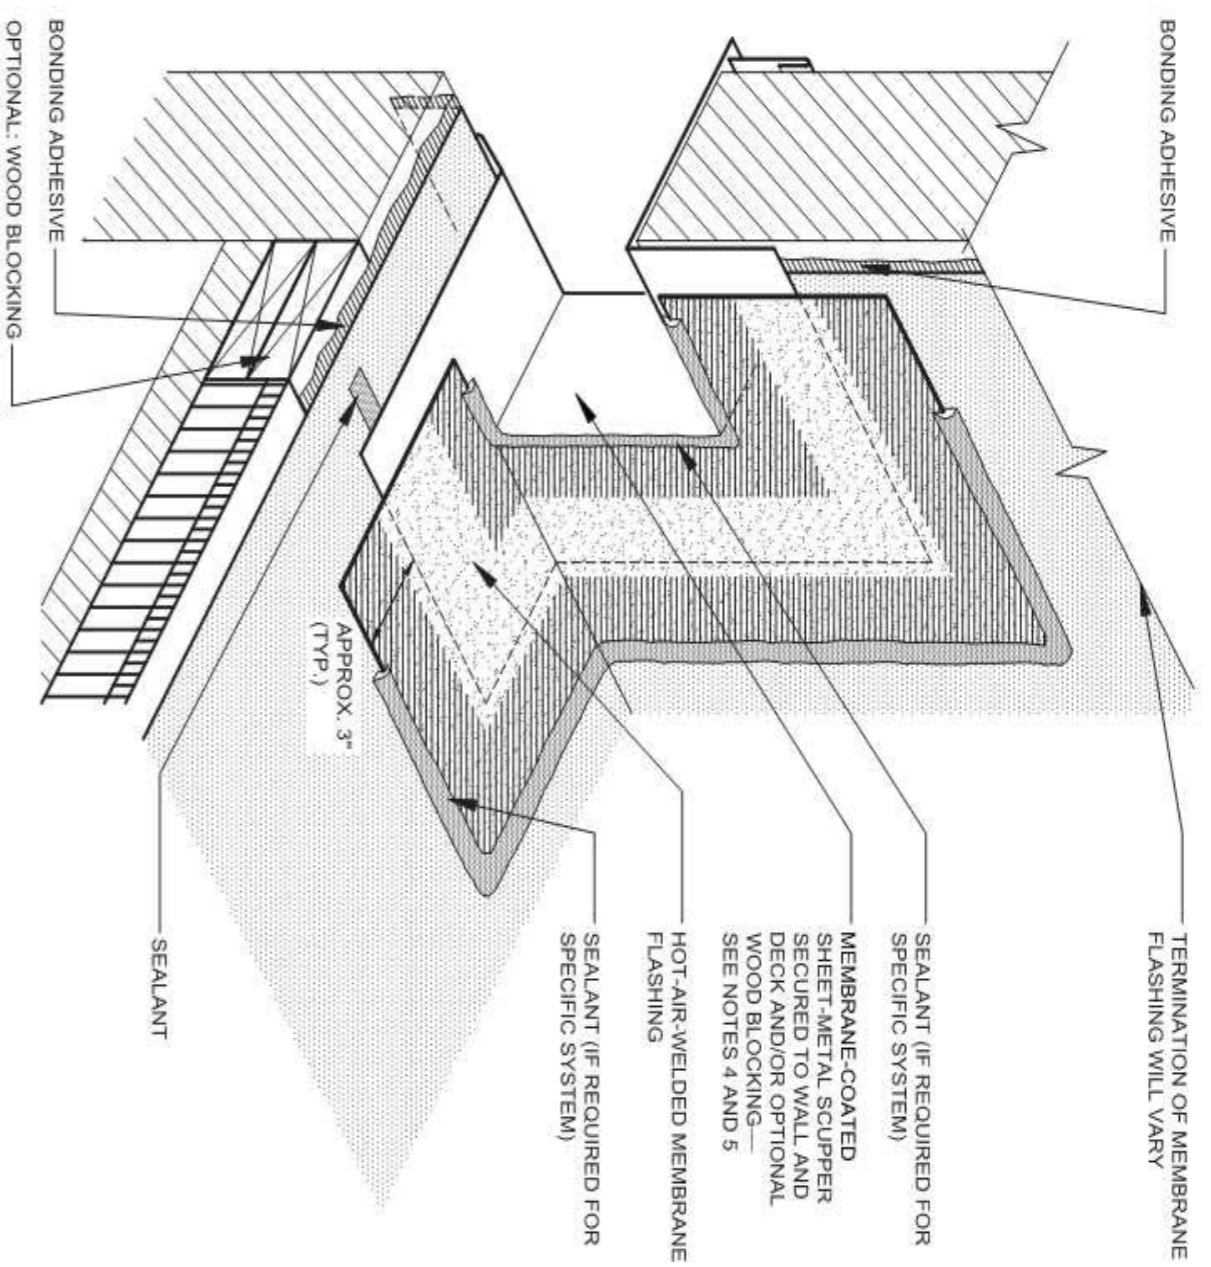 TERMINATION OF MEMBRANE
FLASHING WILL VARY
BONDING ADHESIVE
SEALANT (IF REQUIRED FOR
SPECIFIC SYSTEM)
MEMBRANE-COATED
SHEET-METAL SCUPPER
SECURED TO WALL AND
DECK AND/OR OPTIONAL
WOOD BLOCKING—
SEE NOTES 4 AND 5
HOT-AIR-WELDED MEMBRANE
FLASHING
SEALANT (IF REQUIRED FOR
SPECIFIC SYSTEM)
APPROX. 3"
(TYP.)
SEALANT
BONDING ADHESIVE
OPTIONAL: WOOD BLOCKING